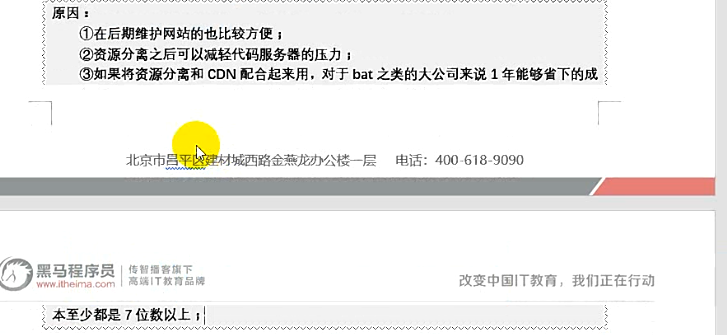 原因：
①在后期维护网站的也比较方便；
②资源分离之后可以减轻代码服务器的压力；
③如果将资源分离和 CDN 配合起来用，对于 bat 之类的大公司来说 1 年能够省下的成
北京市昌平区建材城西路金燕龙办公楼一层 电话：400-618-9090
黑马程序员 传智播客旗下
www.itheima.com 高端IT教育品牌
改变中国IT教育，我们正在行动
本至少都是 7 位数以上；